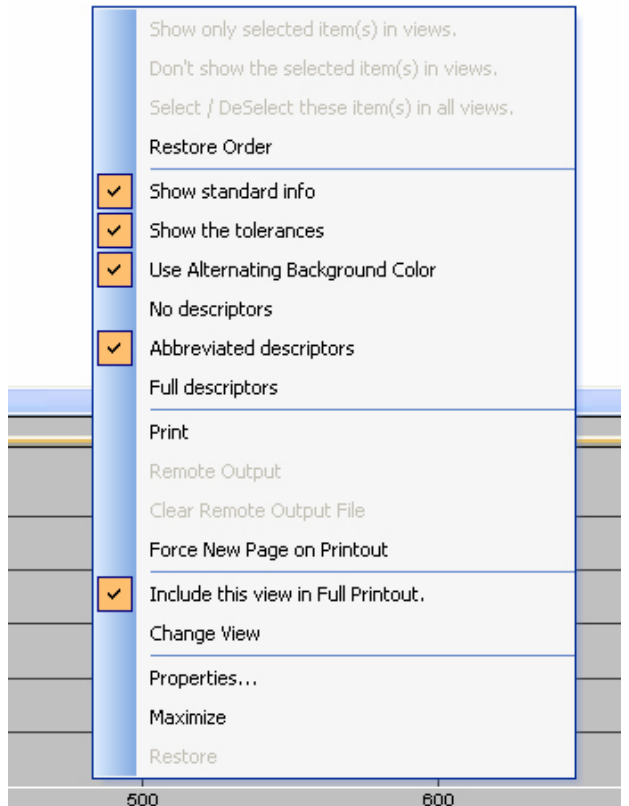 Show only selected item(s) in views.
Don't show the selected item(s) in views.
Select / DeSelect these item(s) in all views.
Restore Order
Show standard info
Show the tolerances
Use Alternating Background Color
No descriptors
Abbreviated descriptors
Full descriptors
Print
Remote Output
Clear Remote Output File
Force New Page on Printout
Include this view in Full Printout.
Change View
Properties...
Maximize
Restore
500 600